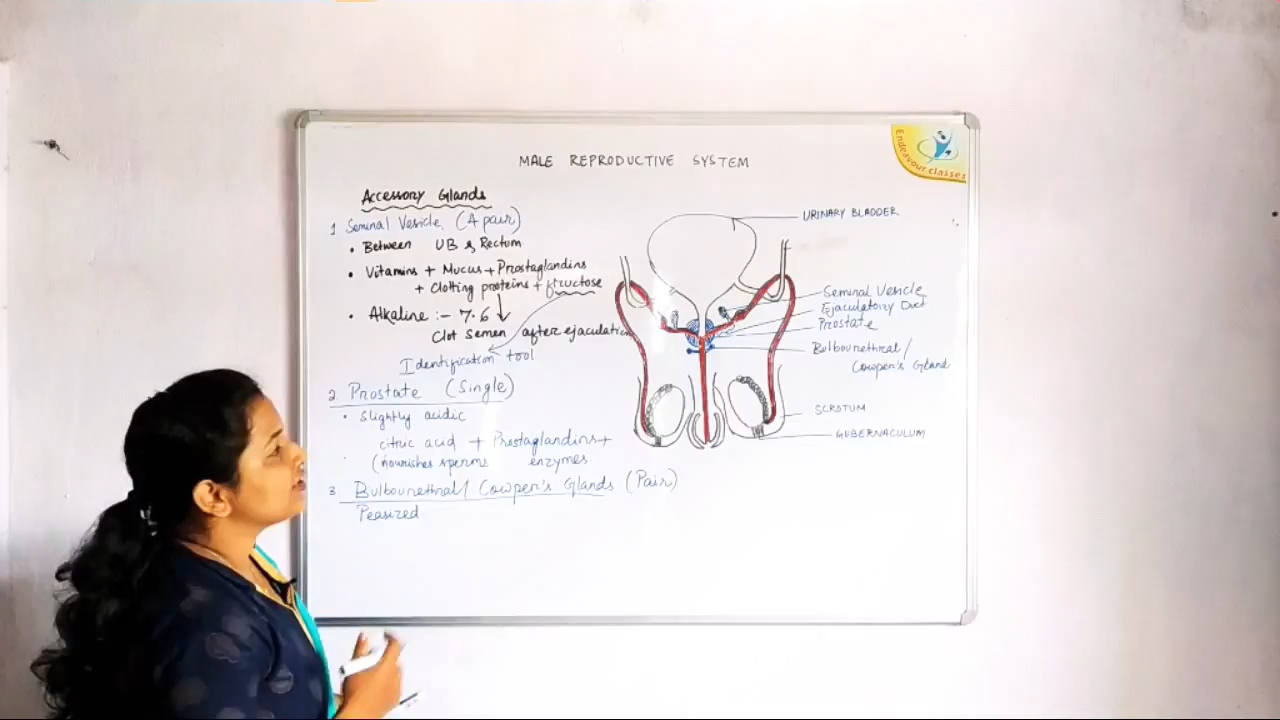 MALE REPRODUCTIVE SYSTEM
Endeavour classes
Accessory Glands
1 Seminal Vesicle (A pair)
• Between UB & Rectum
• Vitamins + Mucus + Prostaglandins
+ Clotting proteins + fructose
• Alkaline :- 7.6
Clot semen after ejaculation
Identification tool
2 Prostate (Single)
• Slightly acidic
citric acid + Prostaglandins +
(nourishes sperms enzymes
3 Bulbourethral/ Cowper's Glands (Pair)
Peasized
URINARY BLADDER
Seminal Vesicle
Ejaculatory Duct
Prostate
Bulbourethral/
Cowper's Gland
SCROTUM
GUBERNACULUM